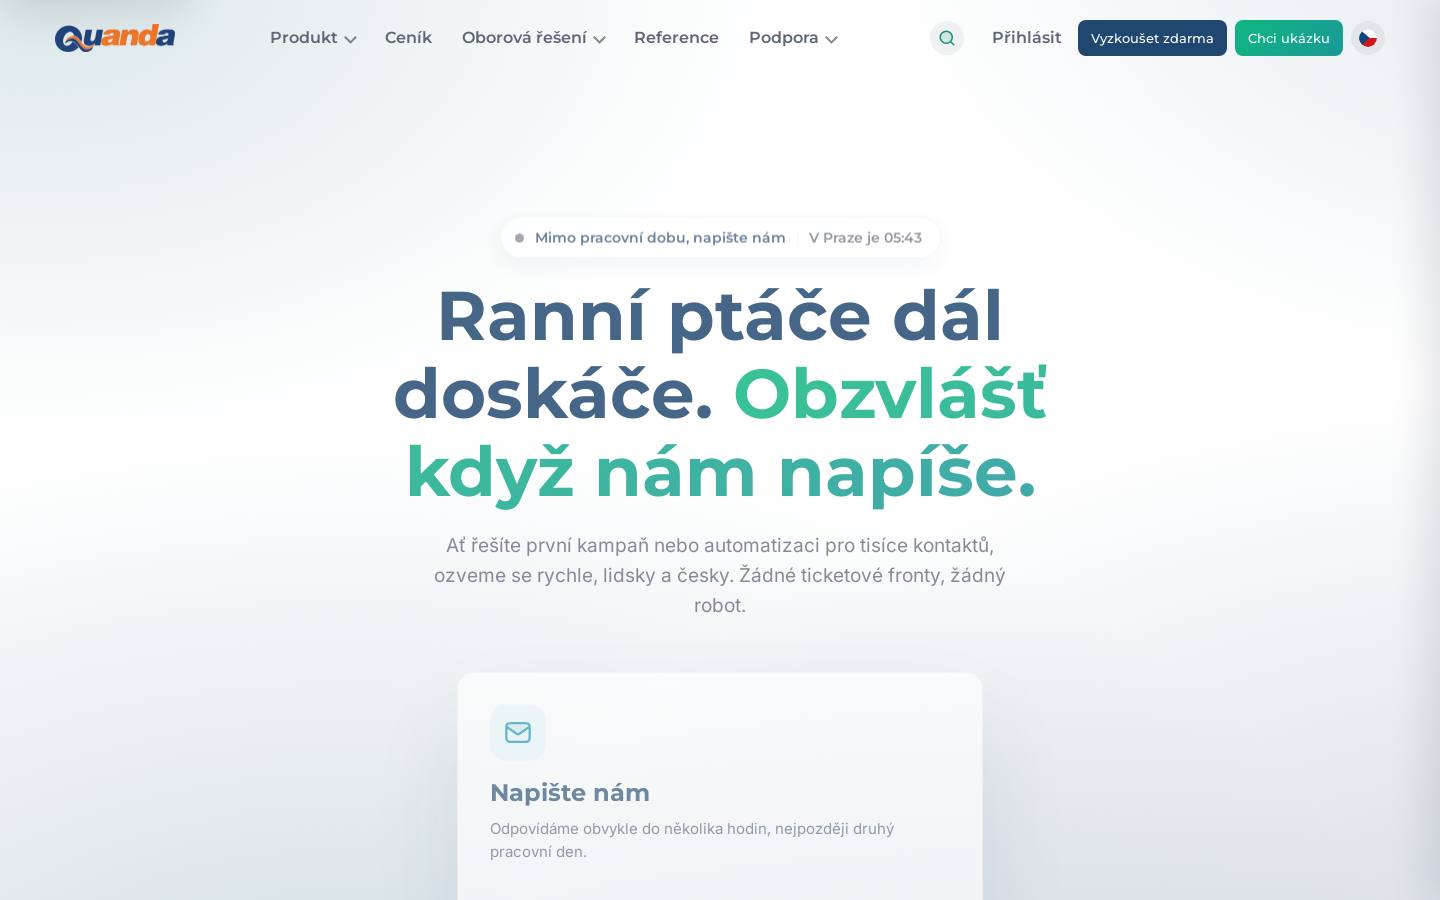 Quanda
Produkt
Ceník
Oborová řešení
Reference
Podpora
Přihlásit
Vyzkoušet zdarma
Chci ukázku
Mimo pracovní dobu, napište nám
V Praze je 05:43
Ranní ptáče dál
doskáče. Obzvlášť
když nám napíše.
Ať řešíte první kampaň nebo automatizaci pro tisíce kontaktů,
ozveme se rychle, lidsky a česky. Žádné ticketové fronty, žádný
robot.
Napište nám
Odpovídáme obvykle do několika hodin, nejpozději druhý
pracovní den.